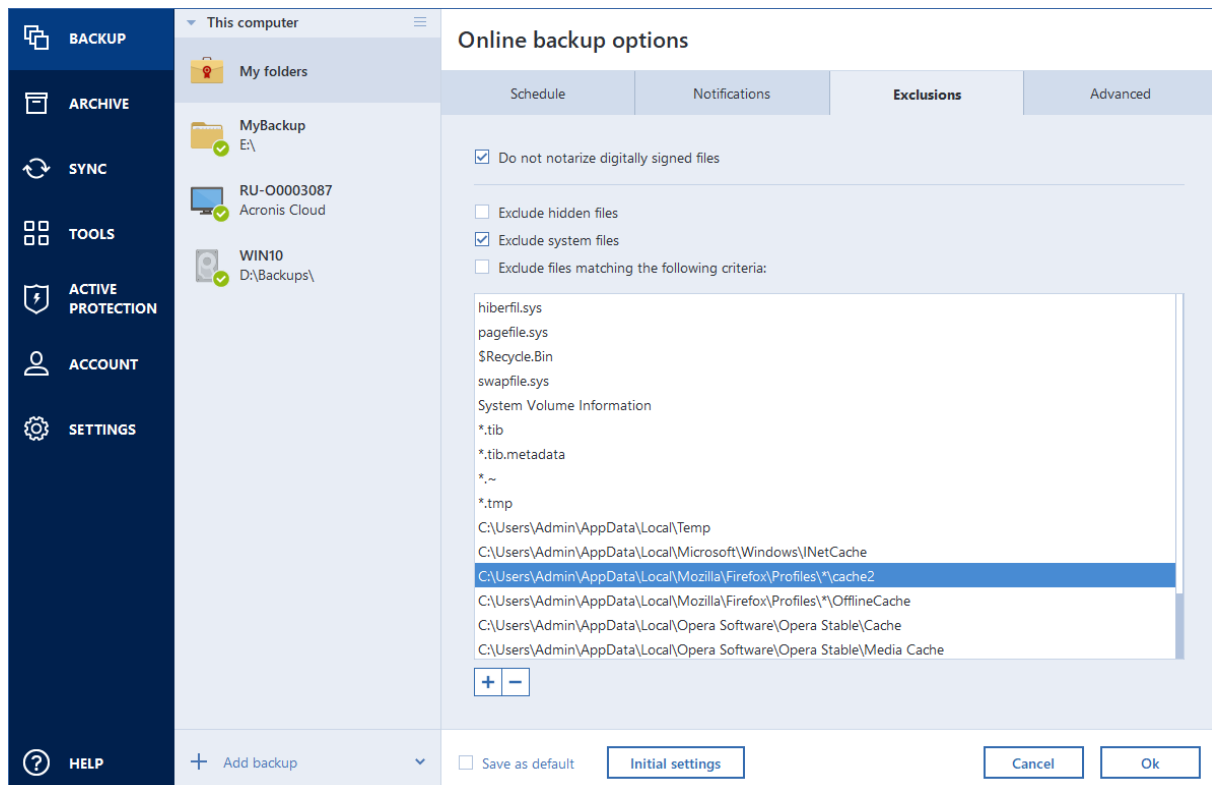 BACKUP
ARCHIVE
SYNC
TOOLS
ACTIVE
PROTECTION
ACCOUNT
SETTINGS
HELP
This computer
My folders
MyBackup
E:\
RU-O0003087
Acronis Cloud
WIN10
D:\Backups\
Add backup
Online backup options
Schedule
Notifications
Exclusions
Advanced
Do not notarize digitally signed files
Exclude hidden files
Exclude system files
Exclude files matching the following criteria:
hiberfil.sys
pagefile.sys
$Recycle.Bin
swapfile.sys
System Volume Information
*.tib
*.tib.metadata
*.~
*.tmp
C:\Users\Admin\AppData\Local\Temp
C:\Users\Admin\AppData\Local\Microsoft\Windows\INetCache
C:\Users\Admin\AppData\Local\Mozilla\Firefox\Profiles\*\cache2
C:\Users\Admin\AppData\Local\Mozilla\Firefox\Profiles\*\OfflineCache
C:\Users\Admin\AppData\Local\Opera Software\Opera Stable\Cache
C:\Users\Admin\AppData\Local\Opera Software\Opera Stable\Media Cache
Save as default
Initial settings
Cancel
Ok